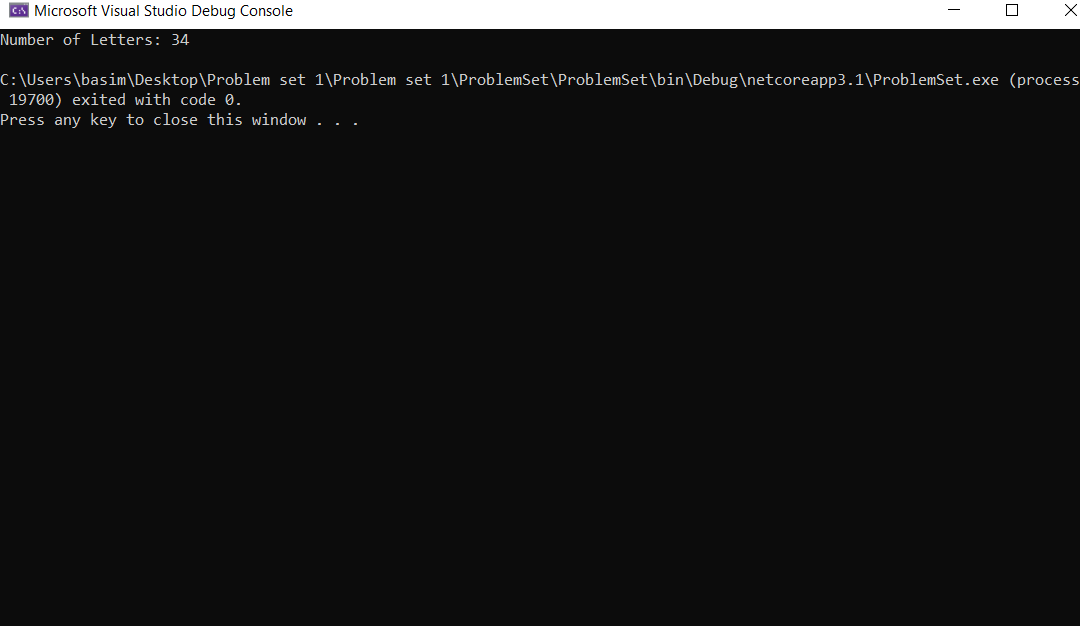 Microsoft Visual Studio Debug Console
Number of Letters: 34
C:\Users\basim\Desktop\Problem set 1\Problem set 1\ProblemSet\ProblemSet\bin\Debug\netcoreapp3.1\ProblemSet.exe (process
 19700) exited with code 0.
Press any key to close this window . . .